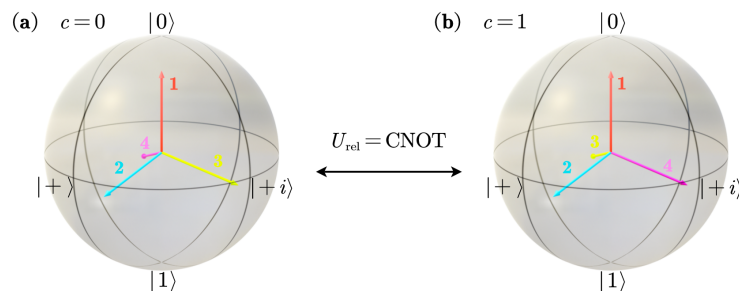 (a) c=0 |0⟩
1
4
2
3
|+⟩
|+i⟩
|1⟩
U_rel=CNOT
(b) c=1 |0⟩
1
3
2
4
|+⟩
|+i⟩
|1⟩